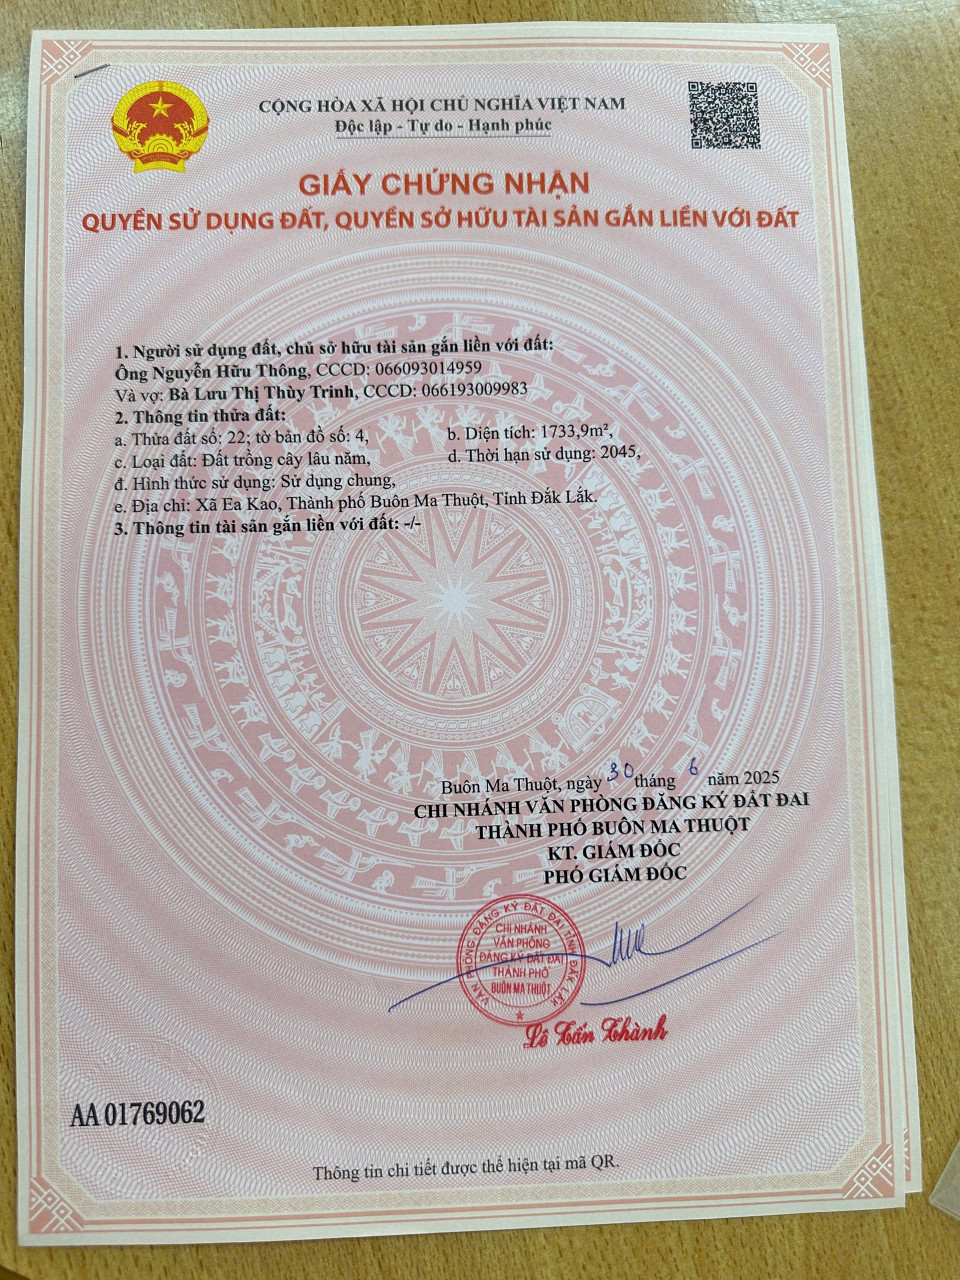 CỘNG HÒA XÃ HỘI CHỦ NGHĨA VIỆT NAM
Độc lập - Tự do - Hạnh phúc
GIẤY CHỨNG NHẬN
QUYỀN SỬ DỤNG ĐẤT, QUYỀN SỞ HỮU TÀI SẢN GẮN LIỀN VỚI ĐẤT
1. Người sử dụng đất, chủ sở hữu tài sản gắn liền với đất:
Ông Nguyễn Hữu Thông, CCCD: 066093014959
Và vợ: Bà Lưu Thị Thùy Trinh, CCCD: 066193009983
2. Thông tin thửa đất:
a. Thửa đất số: 22; tờ bản đồ số: 4, b. Diện tích: 1733,9m²,
c. Loại đất: Đất trồng cây lâu năm, d. Thời hạn sử dụng: 2045,
đ. Hình thức sử dụng: Sử dụng chung,
e. Địa chỉ: Xã Ea Kao, Thành phố Buôn Ma Thuột, Tỉnh Đắk Lắk.
3. Thông tin tài sản gắn liền với đất: -/-
Buôn Ma Thuột, ngày 30 tháng 6 năm 2025
CHI NHÁNH VĂN PHÒNG ĐĂNG KÝ ĐẤT ĐAI
THÀNH PHỐ BUÔN MA THUỘT
KT. GIÁM ĐỐC
PHÓ GIÁM ĐỐC
VĂN PHÒNG ĐĂNG KÝ ĐẤT ĐAI TỈNH ĐẮK LẮK
CHI NHÁNH
VĂN PHÒNG
ĐĂNG KÝ ĐẤT ĐAI
THÀNH PHỐ
BUÔN MA THUỘT
Lê Tấn Thành
AA 01769062
Thông tin chi tiết được thể hiện tại mã QR.